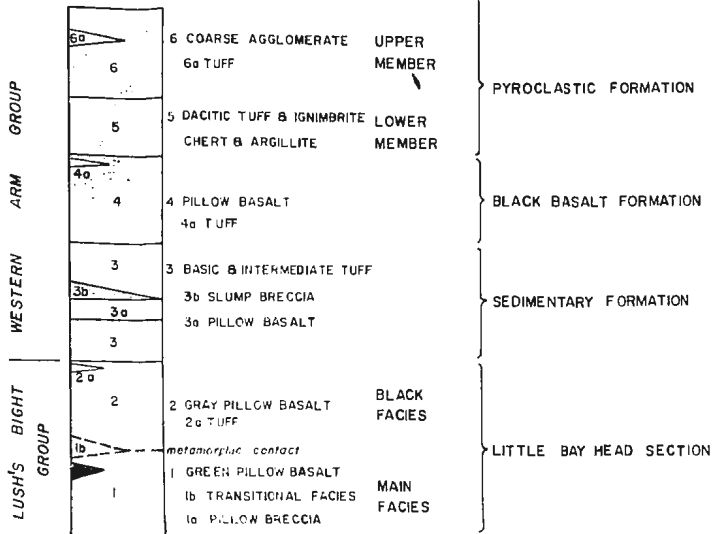 6a
6 COARSE AGGLOMERATE UPPER
6a TUFF MEMBER
6
PYROCLASTIC FORMATION
5
5 DACITIC TUFF & IGNIMBRITE LOWER
CHERT & ARGILLITE MEMBER
4a
4
4 PILLOW BASALT
4a TUFF
BLACK BASALT FORMATION
3
3 BASIC & INTERMEDIATE TUFF
3b
3b SLUMP BRECCIA
3a
3a PILLOW BASALT
3
SEDIMENTARY FORMATION
WESTERN ARM GROUP
2a
2
2 GRAY PILLOW BASALT
2a TUFF
BLACK
FACIES
1b
metamorphic contact
1 GREEN PILLOW BASALT
1
1b TRANSITIONAL FACIES
1a PILLOW BRECCIA
MAIN
FACIES
LITTLE BAY HEAD SECTION
LUSH'S BIGHT
GROUP